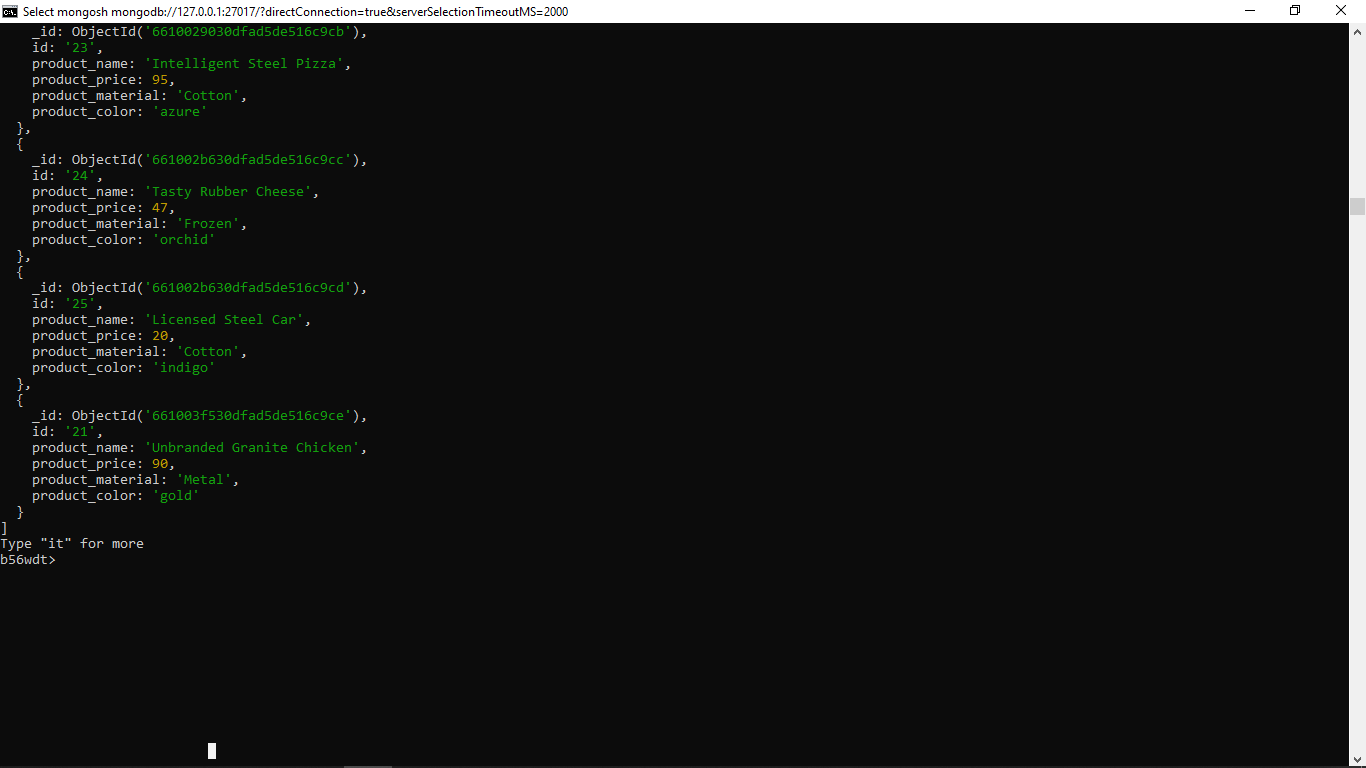 Select mongosh mongodb://127.0.0.1:27017/?directConnection=true&serverSelectionTimeoutMS=2000
    _id: ObjectId('6610029030dfad5de516c9cb'),
    id: '23',
    product_name: 'Intelligent Steel Pizza',
    product_price: 95,
    product_material: 'Cotton',
    product_color: 'azure'
  },
  {
    _id: ObjectId('661002b630dfad5de516c9cc'),
    id: '24',
    product_name: 'Tasty Rubber Cheese',
    product_price: 47,
    product_material: 'Frozen',
    product_color: 'orchid'
  },
  {
    _id: ObjectId('661002b630dfad5de516c9cd'),
    id: '25',
    product_name: 'Licensed Steel Car',
    product_price: 20,
    product_material: 'Cotton',
    product_color: 'indigo'
  },
  {
    _id: ObjectId('661003f530dfad5de516c9ce'),
    id: '21',
    product_name: 'Unbranded Granite Chicken',
    product_price: 90,
    product_material: 'Metal',
    product_color: 'gold'
  }
]
Type "it" for more
b56wdt>